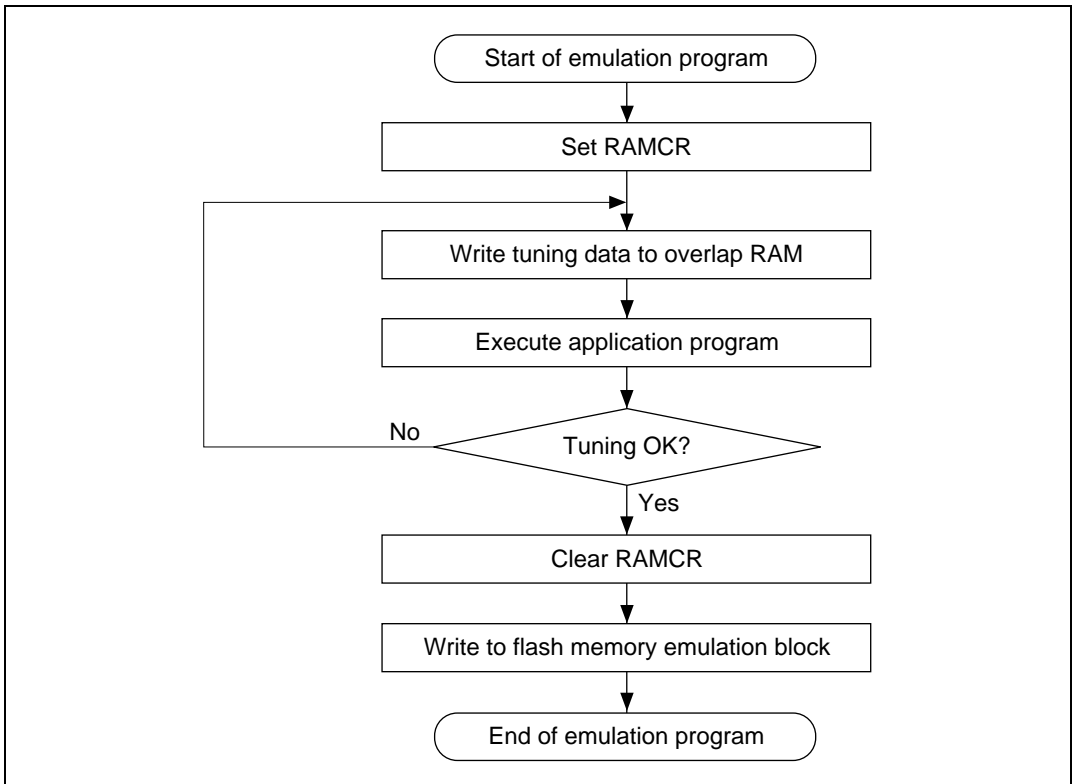 Start of emulation program
Set RAMCR
Write tuning data to overlap RAM
Execute application program
No
Tuning OK?
Yes
Clear RAMCR
Write to flash memory emulation block
End of emulation program